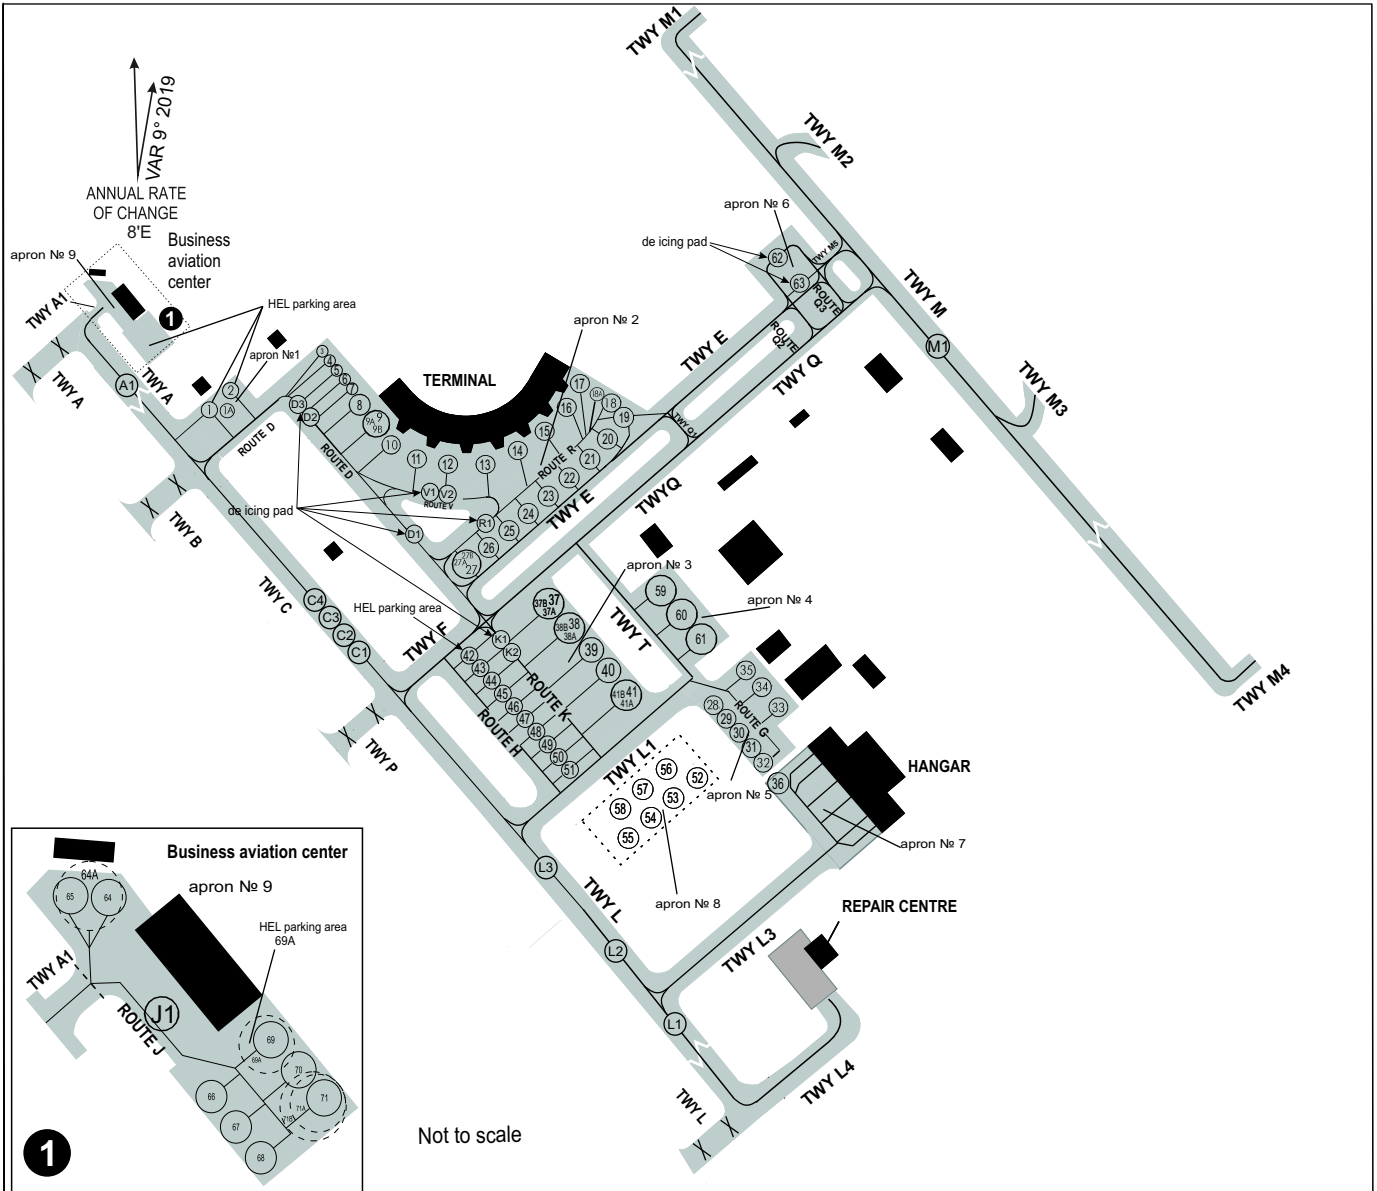 TWY M1
VAR 9° 2019
ANNUAL RATE
OF CHANGE
8'E
TWY M2
apron № 6
Business
aviation
center
apron № 9
de icing pad
62
TWY M5
63
ROUTE
Q3
TWY M
TWY A1
HEL parking area
1
apron № 2
ROUTE
Q2
M1
TWY E
apron №1
3
4
5
6
7
TERMINAL
TWY Q
TWY M3
A1
TWY A
TWY A
2
1
1A
D3
D2
8
9
9A
9B
10
17
18A
18
16
19
TWY Q1
15
20
ROUTE D
ROUTE D
11
12
13
14
ROUTE R
21
22
V1
V2
ROUTE V
23
24
TWY E
TWYQ
de icing pad
R1
25
D1
26
27B
27A
27
TWY B
apron № 3
TWY C
C4
C3
C2
C1
HEL parking area
37B
37
37A
59
60
61
apron № 4
TWY F
K1
K2
38B
38
38A
TWY T
42
43
44
45
46
47
48
49
50
51
39
40
41B
41
41A
ROUTE K
ROUTE H
35
34
33
28
29
30
31
32
ROUTE G
TWY M4
TWY P
TWY L1
56
52
57
53
58
54
55
apron № 5
36
HANGAR
apron № 7
L3
TWY L
apron № 8
REPAIR CENTRE
L2
TWY L3
L1
TWY L4
TWY L
Not to scale
Business aviation center
apron № 9
64A
65
64
HEL parking area
69A
TWY A1
J1
ROUTE J
69
69A
70
66
71
71A
71B
67
68
1